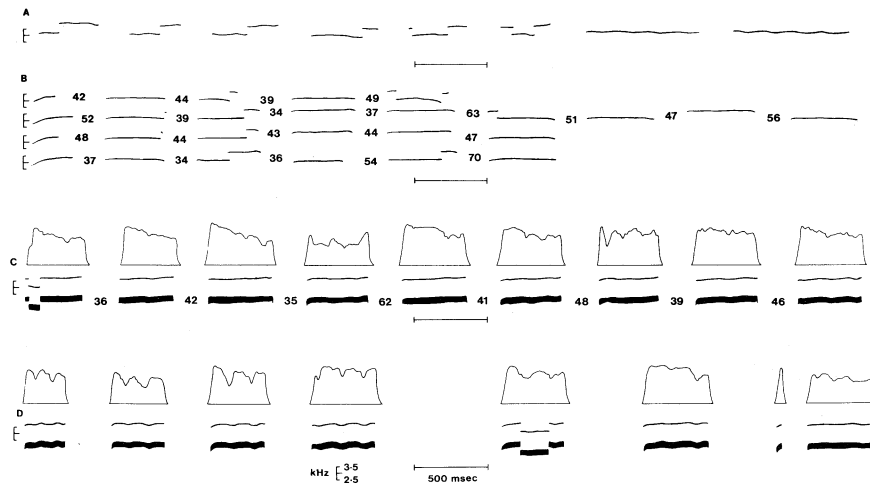 A
B
42 44 39 49
34 37 63
52 39 51 47 56
43 44
48 44 47
37 34 36 54 70
C
36 42 35 62 41 48 39 46
D
kHz 3·5
2·5
500 msec